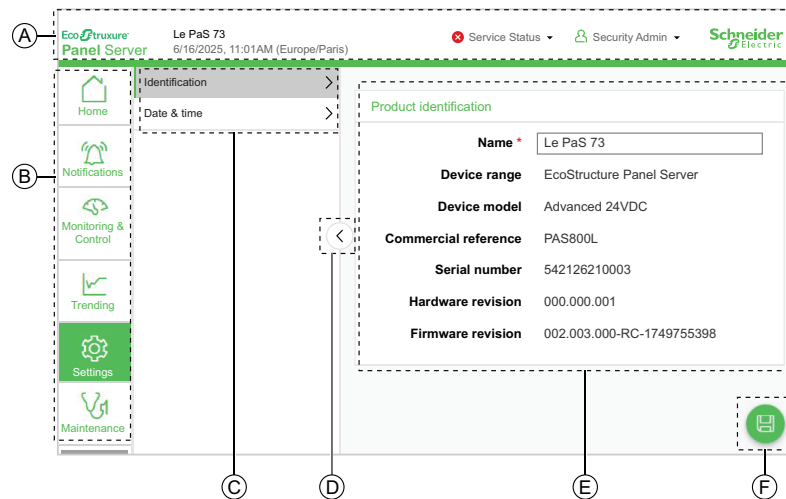 A
EcoStruxure
Panel Server
Le PaS 73
6/16/2025, 11:01AM (Europe/Paris)
Service Status
Security Admin
Schneider
Electric
Identification
Date & time
Home
Notifications
Monitoring &
Control
Trending
Settings
Maintenance
B
Product identification
Name * Le PaS 73
Device range EcoStructure Panel Server
Device model Advanced 24VDC
Commercial reference PAS800L
Serial number 542126210003
Hardware revision 000.000.001
Firmware revision 002.003.000-RC-1749755398
C
D
E
F